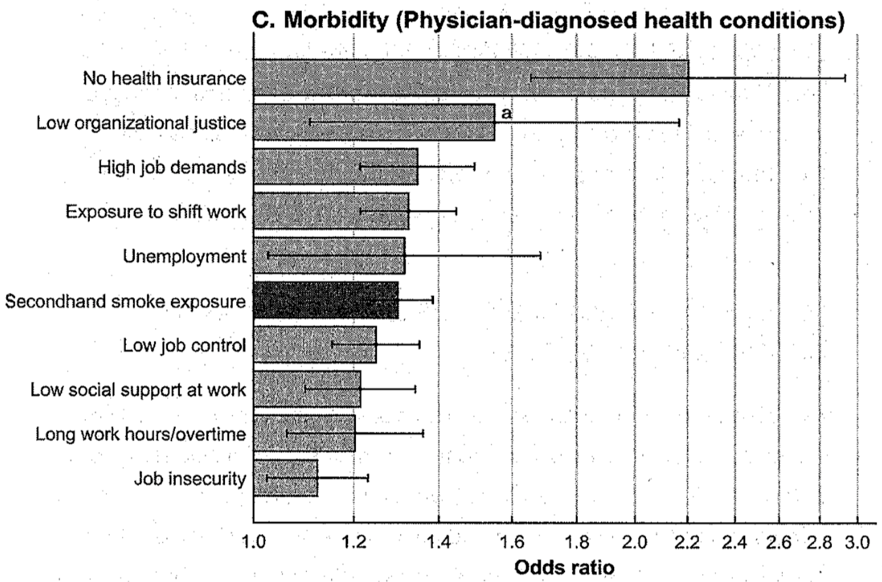 C. Morbidity (Physician-diagnosed health conditions)
No health insurance
a
Low organizational justice
High job demands
Exposure to shift work
Unemployment
Secondhand smoke exposure
Low job control
Low social support at work
Long work hours/overtime
Job insecurity
1.0 1.2 1.4 1.6 1.8 2.0 2.2 2.4 2.6 2.8 3.0
Odds ratio